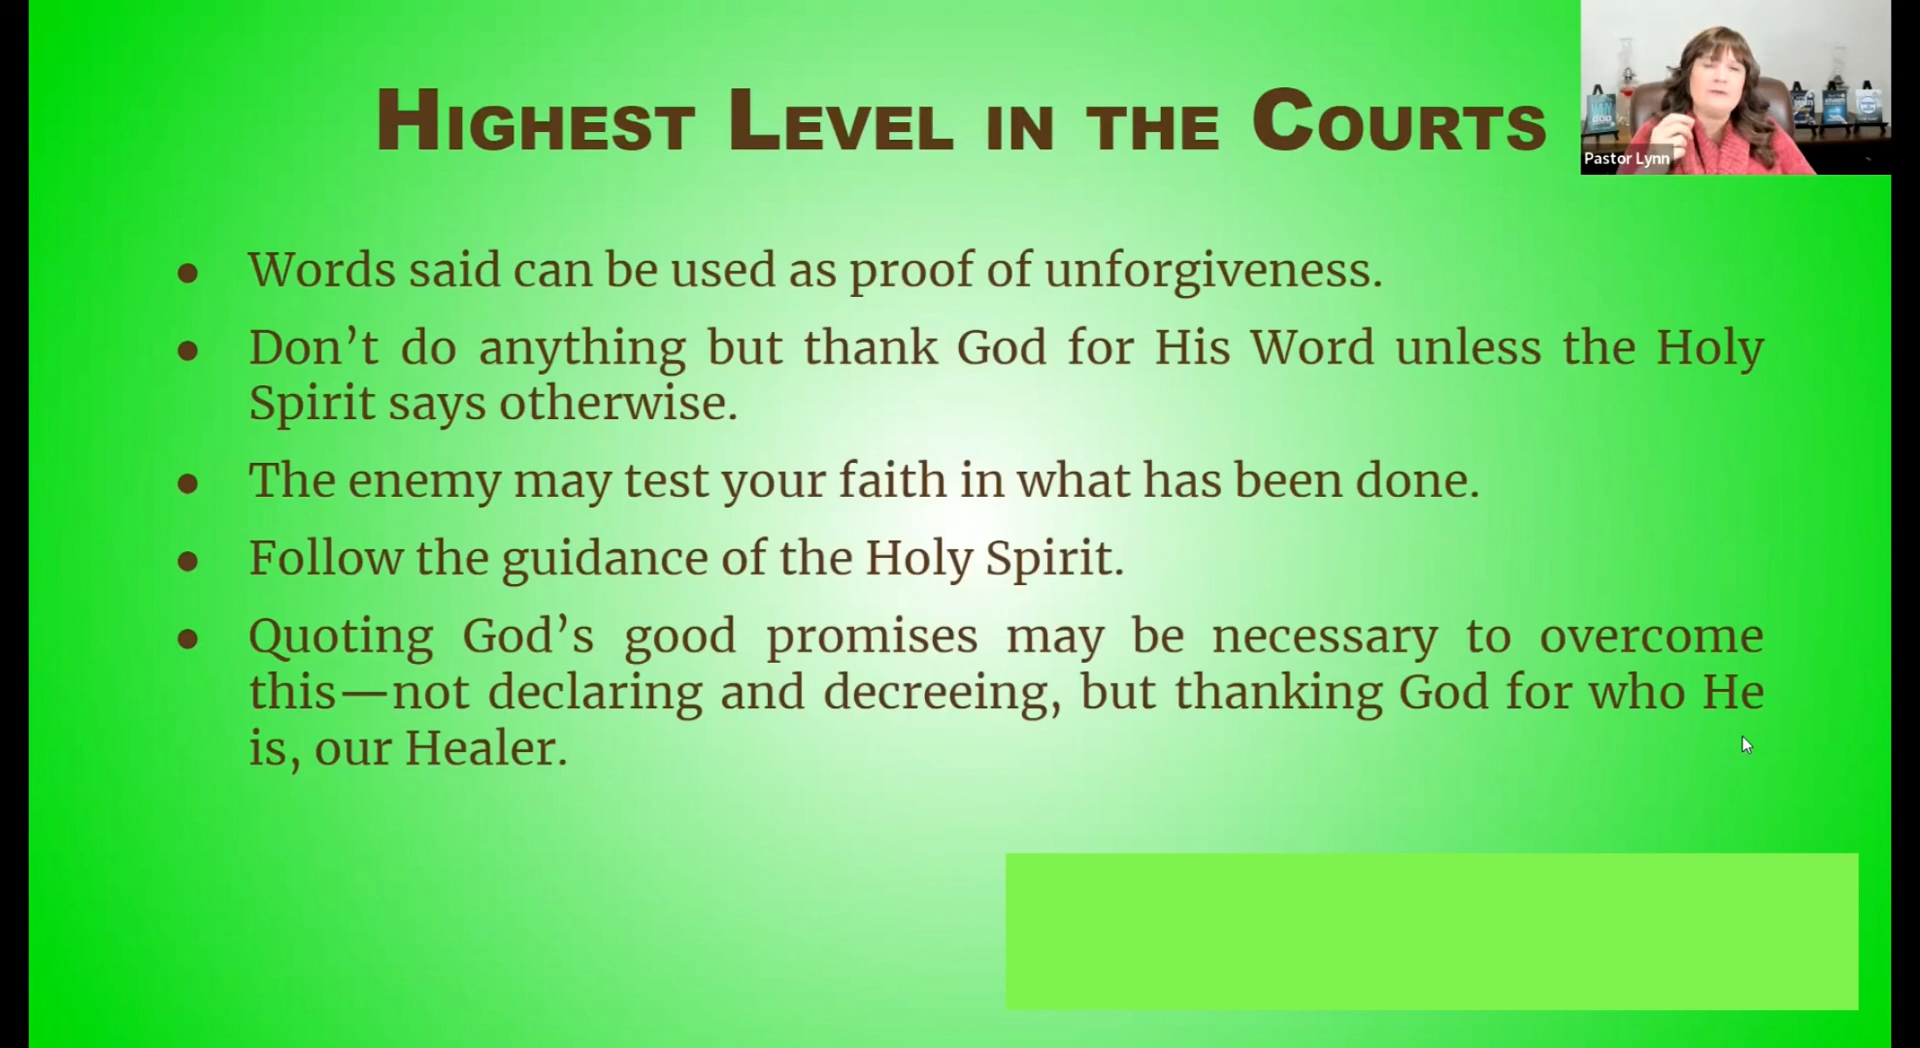 HIGHEST LEVEL IN THE COURTS
Pastor Lynn
● Words said can be used as proof of unforgiveness.
● Don’t do anything but thank God for His Word unless the Holy
Spirit says otherwise.
● The enemy may test your faith in what has been done.
● Follow the guidance of the Holy Spirit.
● Quoting God’s good promises may be necessary to overcome
this—not declaring and decreeing, but thanking God for who He
is, our Healer.